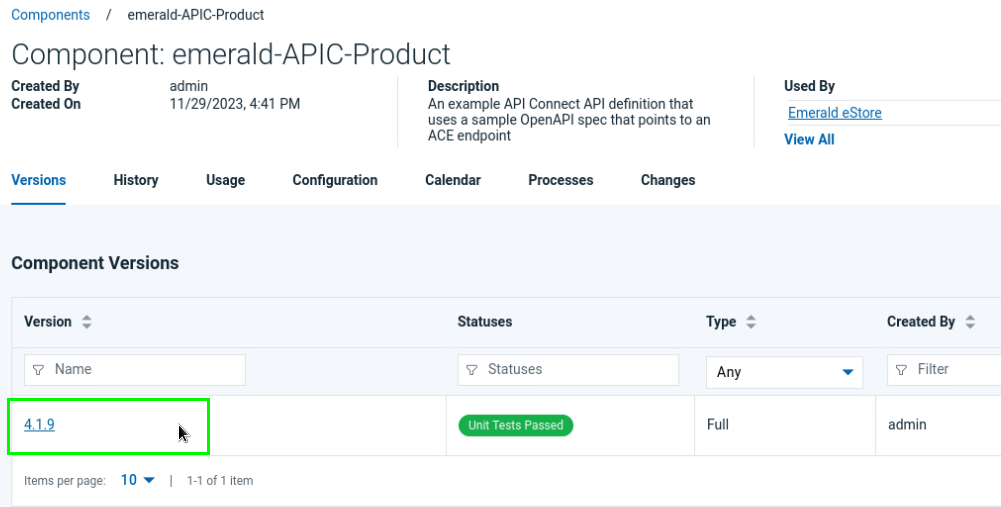 Components / emerald-APIC-Product
Component: emerald-APIC-Product
Created By admin
Created On 11/29/2023, 4:41 PM
Description
An example API Connect API definition that
uses a sample OpenAPI spec that points to an
ACE endpoint
Used By
Emerald eStore
View All
Versions History Usage Configuration Calendar Processes Changes
Component Versions
Version Statuses Type Created By
Name Statuses Any Filter
4.1.9 Unit Tests Passed Full admin
Items per page: 10 | 1-1 of 1 item